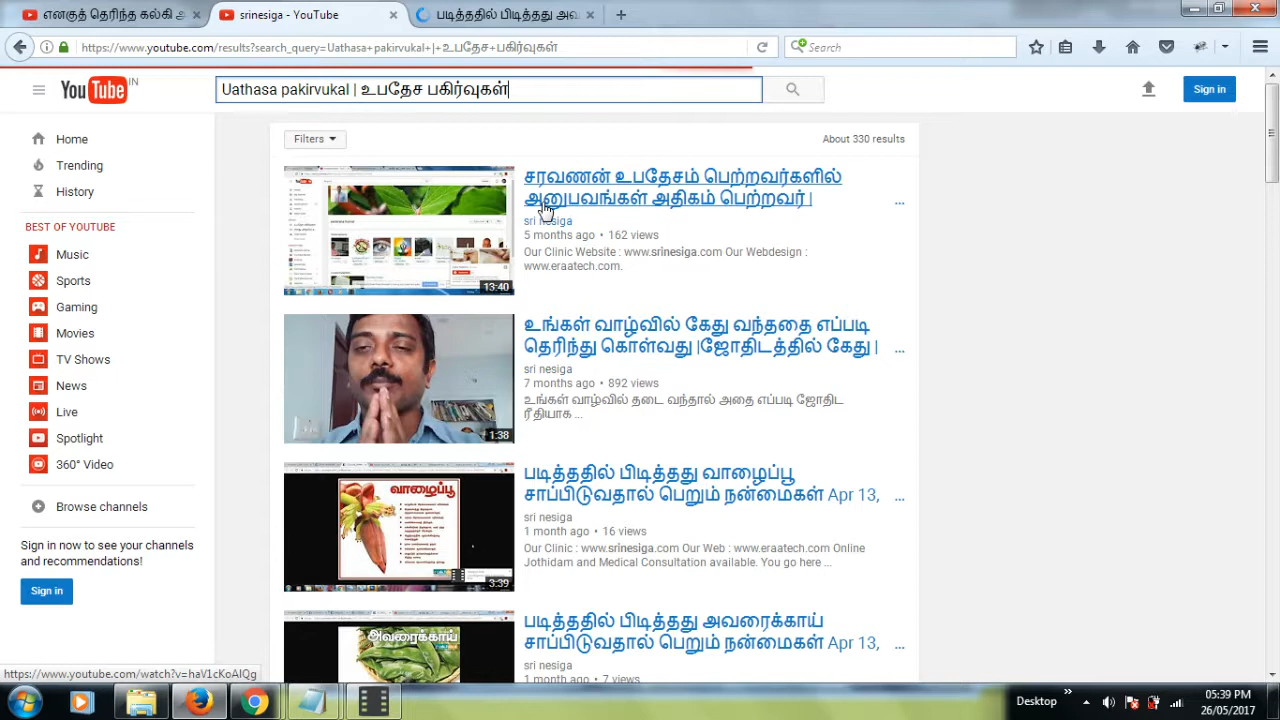 எனகுத் தெரிந்த கல்கி அ
srinesiga - YouTube
படித்ததில் பிடித்தது அவ
https://www.youtube.com/results?search_query=Uathasa+pakirvukal+|+உபதேச+பகிர்வுகள்
Search
YouTube IN
Uathasa pakirvukal | உபதேச பகிர்வுகள்
Sign in
Home
Trending
History
BEST OF YOUTUBE
Music
Sports
Gaming
Movies
TV Shows
News
Live
Spotlight
Browse channels
Sign in now to see your channels
and recommendations!
Sign in
Filters
About 330 results
சரவணன் உபதேசம் பெற்றவர்களில்
அனுபவங்கள் அதிகம் பெற்றவர் |
...
sri nesiga
5 months ago • 162 views
Our Clinic Website : www.srinesiga.com Our Webdesign :
www.xraatech.com.
13:40
உங்கள் வாழ்வில் கேது வந்ததை எப்படி
தெரிந்து கொள்வது |ஜோதிடத்தில் கேது |
...
sri nesiga
7 months ago • 892 views
உங்கள் வாழ்வில் தடை வந்தால் அதை எப்படி ஜோதிட
ரீதியாக ...
1:38
படித்ததில் பிடித்தது வாழைப்பூ
சாப்பிடுவதால் பெறும் நன்மைகள் Apr 13,
...
sri nesiga
1 month ago • 16 views
Our Clinic : www.srinesiga.com Our Web : www.xraatech.com Online
Jothidam and Medical Consultation available. You go here ...
வாழைப்பூ
3:39
படித்ததில் பிடித்தது அவரைக்காய்
சாப்பிடுவதால் பெறும் நன்மைகள் Apr 13,
...
sri nesiga
1 month ago • 7 views
அவரைக்காய்
https://www.youtube.com/watch?v=haV1cKoAIQg
Desktop
05:39 PM
26/05/2017